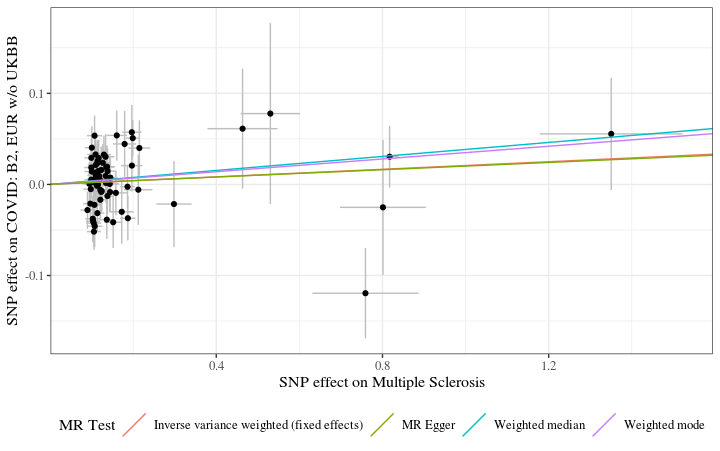 SNP effect on COVID: B2, EUR w/o UKBB
0.1
0.0
-0.1
0.4
0.8
1.2
SNP effect on Multiple Sclerosis
MR Test
Inverse variance weighted (fixed effects)
MR Egger
Weighted median
Weighted mode